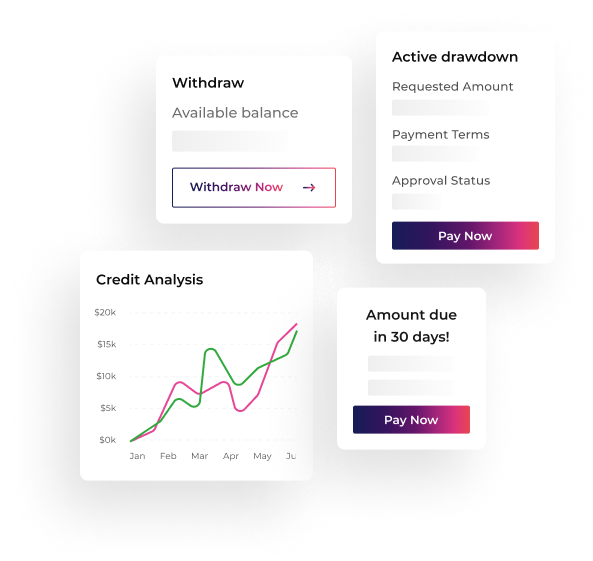 Withdraw
Available balance
Withdraw Now
Active drawdown
Requested Amount
Payment Terms
Approval Status
Pay Now
Credit Analysis
$20k
$15k
$10k
$5k
$0k
Jan Feb Mar Apr May Ju
Amount due
in 30 days!
Pay Now